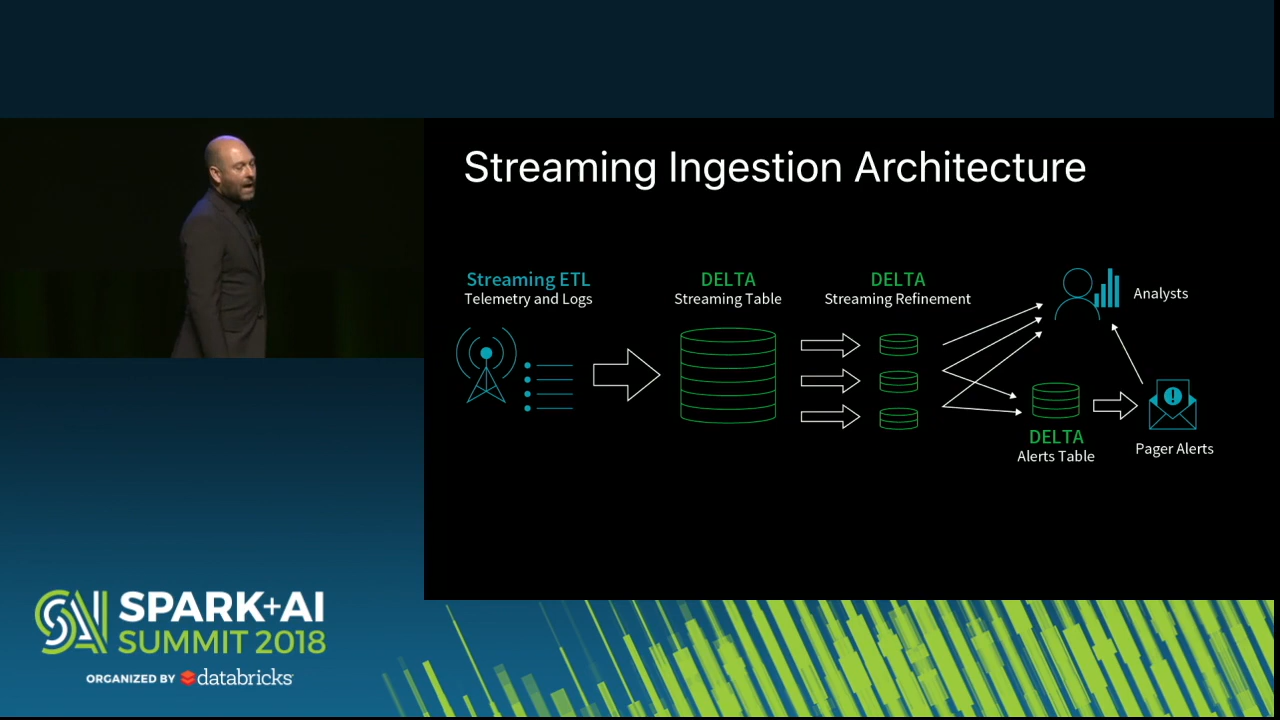 Streaming Ingestion Architecture
Streaming ETL
Telemetry and Logs
DELTA
Streaming Table
DELTA
Streaming Refinement
Analysts
DELTA
Alerts Table
Pager Alerts
SAI SPARK+AI
SUMMIT 2018
ORGANIZED BY databricks